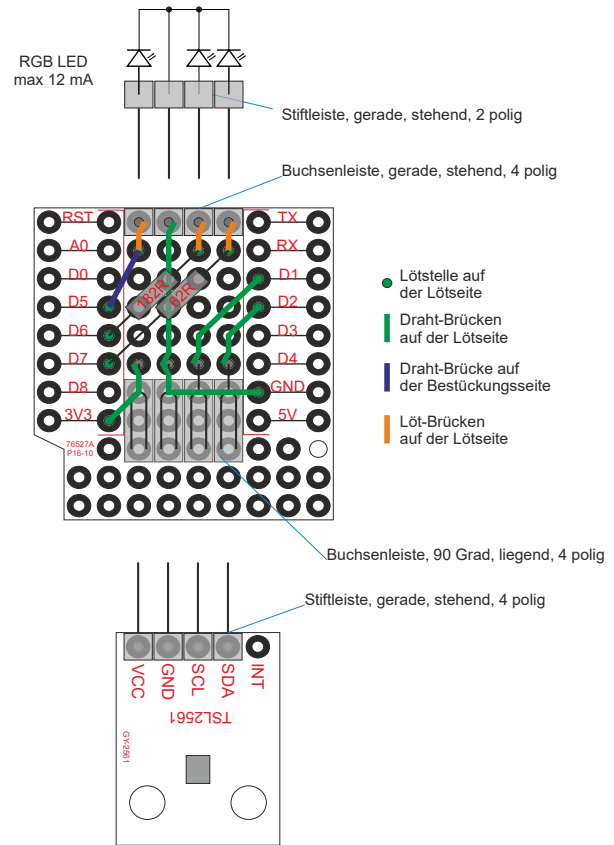 RGB LED
max 12 mA
Stiftleiste, gerade, stehend, 2 polig
Buchsenleiste, gerade, stehend, 4 polig
RST
TX
A0
RX
D0
D1
D5
182R
62R
D2
D6
D3
D7
D4
D8
GND
3V3
5V
76527A
P16-10
Lötstelle auf
der Lötseite
Draht-Brücken
auf der Lötseite
Draht-Brücke auf
der Bestückungsseite
Löt-Brücken
auf der Lötseite
Buchsenleiste, 90 Grad, liegend, 4 polig
Stiftleiste, gerade, stehend, 4 polig
VCC
GND
SCL
SDA
INT
TSL2561
GY-2561